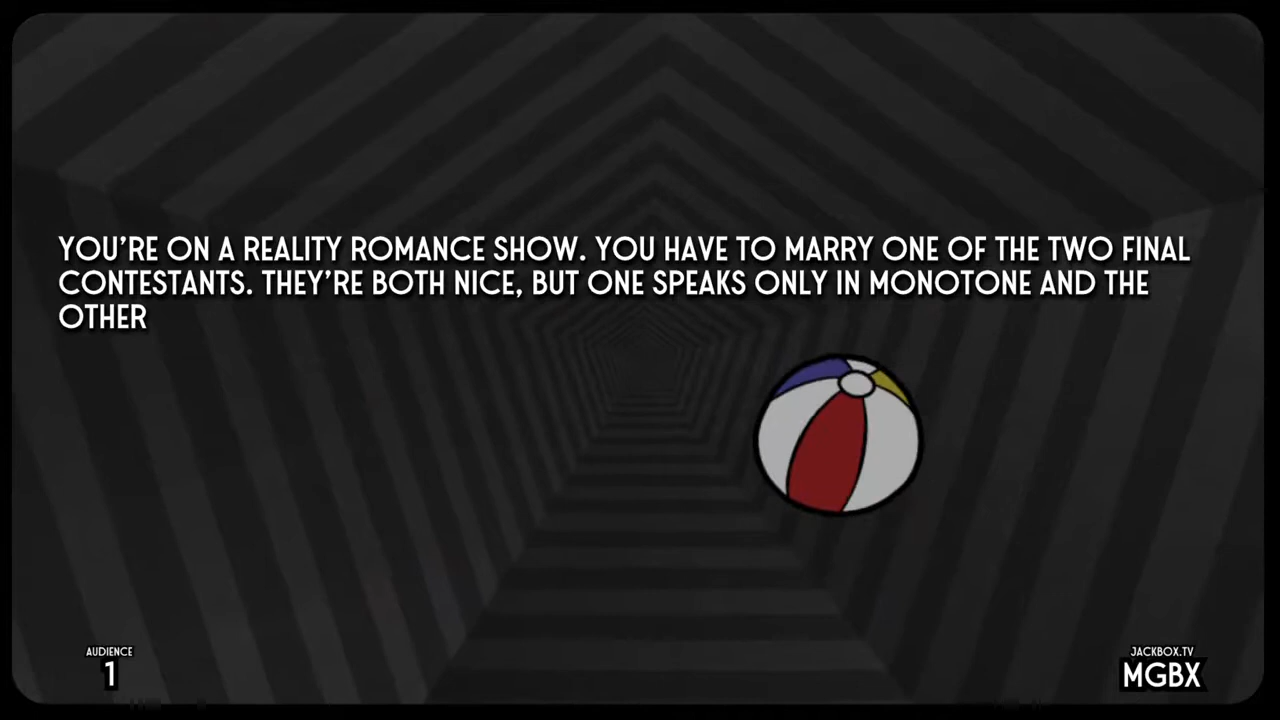 YOU'RE ON A REALITY ROMANCE SHOW. YOU HAVE TO MARRY ONE OF THE TWO FINAL
CONTESTANTS. THEY'RE BOTH NICE, BUT ONE SPEAKS ONLY IN MONOTONE AND THE
OTHER
AUDIENCE
1
JACKBOX.TV
MGBX